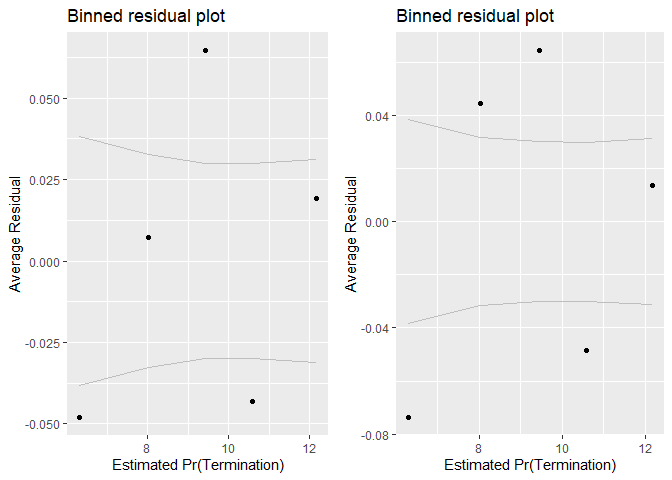 Binned residual plot
Average Residual
0.050
0.025
0.000
-0.025
-0.050
8 10 12
Estimated Pr(Termination)
Binned residual plot
Average Residual
0.04
0.00
-0.04
-0.08
8 10 12
Estimated Pr(Termination)